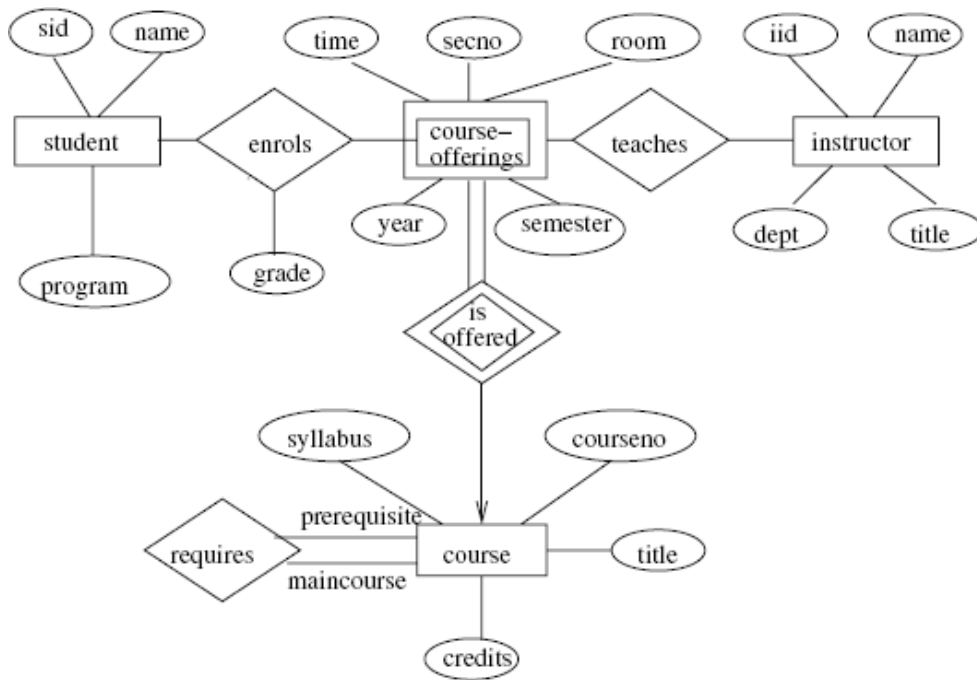 sid
name
time
secno
room
iid
name
student
enrols
course-
offerings
teaches
instructor
year
semester
dept
title
program
grade
is
offered
syllabus
courseno
prerequisite
requires
course
title
maincourse
credits